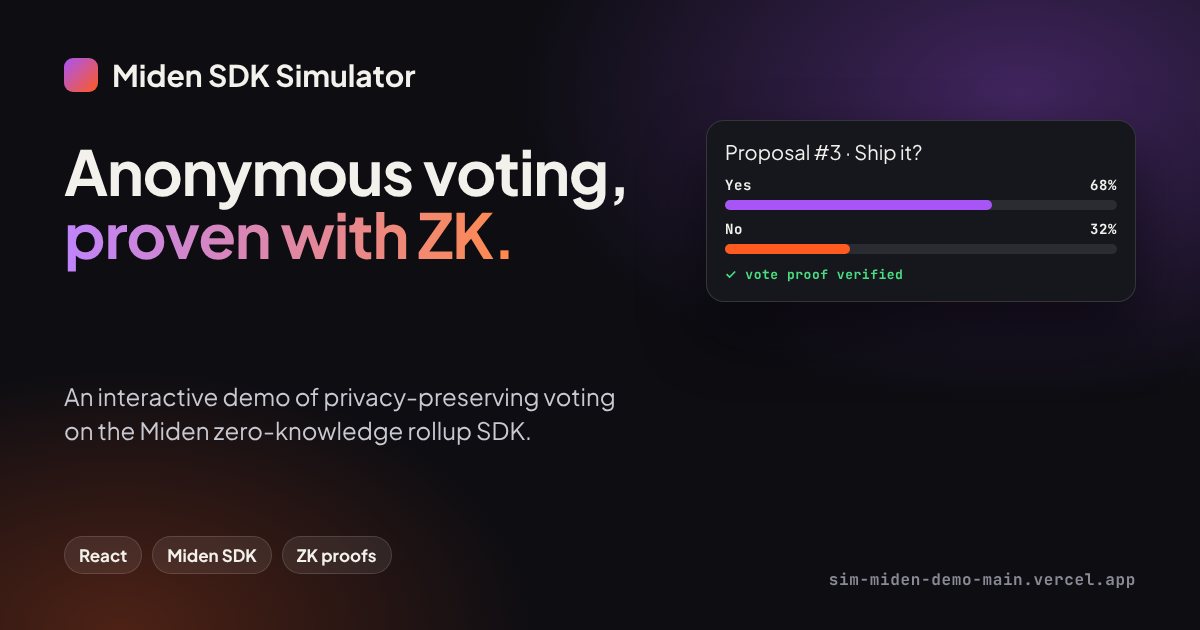 Miden SDK Simulator
Anonymous voting,
proven with ZK.
Proposal #3 · Ship it?
Yes 68%
No 32%
✓ vote proof verified
An interactive demo of privacy-preserving voting
on the Miden zero-knowledge rollup SDK.
React
Miden SDK
ZK proofs
sim-miden-demo-main.vercel.app